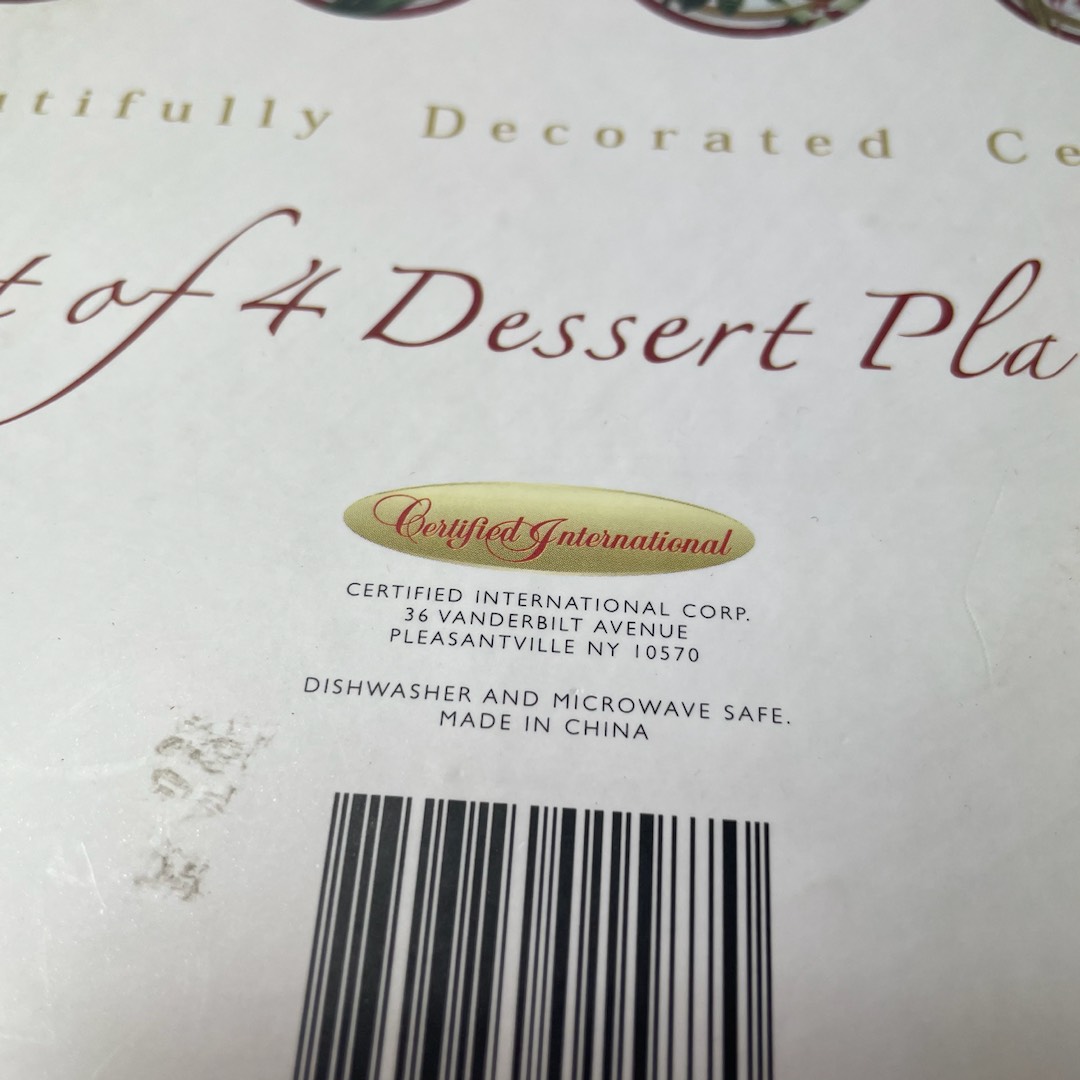 utifully Decorated Ce
t of 4 Dessert Pla
Certified International
CERTIFIED INTERNATIONAL CORP.
36 VANDERBILT AVENUE
PLEASANTVILLE NY 10570
DISHWASHER AND MICROWAVE SAFE.
MADE IN CHINA